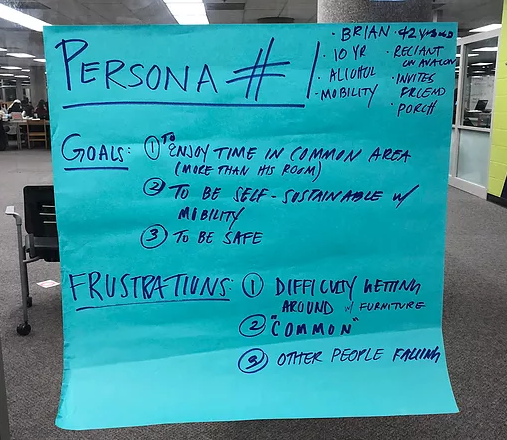 PERSONA # 1
• BRIAN
• 10 YR
• ALCOHOL
• MOBILITY
• 42 YRS OLD
• RELIANT
ON AVALON
• INVITES
FRIEND
• PORCH
GOALS: ① TO ENJOY TIME IN COMMON AREA
(MORE THAN HIS ROOM)
② TO BE SELF-SUSTAINABLE W/
MOBILITY
③ TO BE SAFE
FRUSTRATIONS: ① DIFFICULTY GETTING
AROUND W/ FURNITURE
② "COMMON"
③ OTHER PEOPLE FALLING